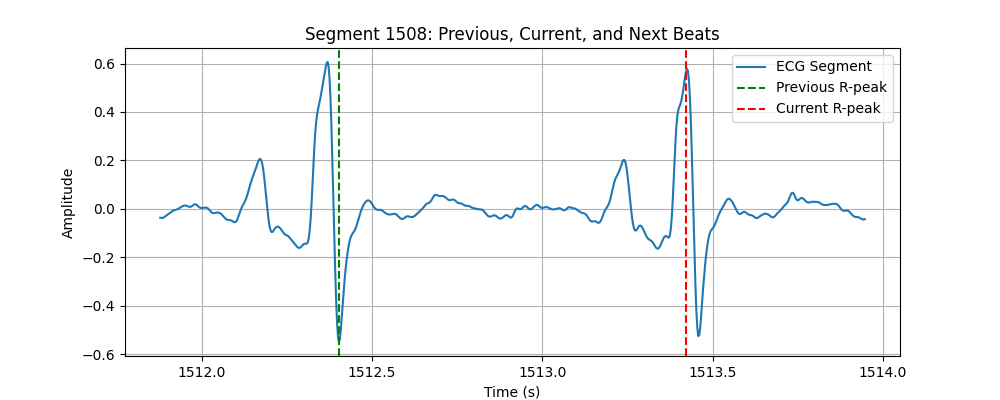 Segment 1508: Previous, Current, and Next Beats
ECG Segment
Previous R-peak
Current R-peak
Amplitude
0.6
0.4
0.2
0.0
−0.2
−0.4
−0.6
1512.0 1512.5 1513.0 1513.5 1514.0
Time (s)